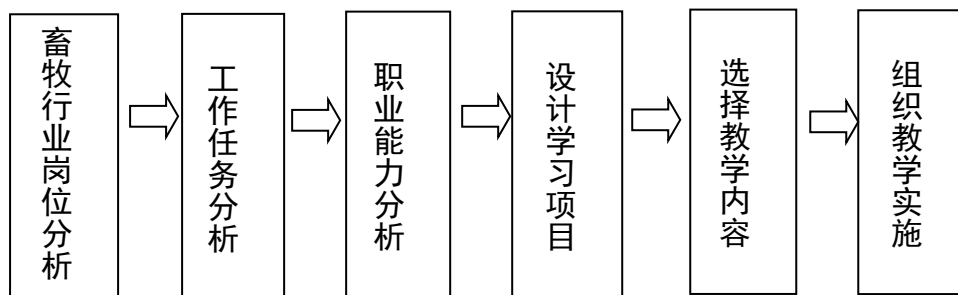 畜牧行业岗位分析
工作任务分析
职业能力分析
设计学习项目
选择教学内容
组织教学实施